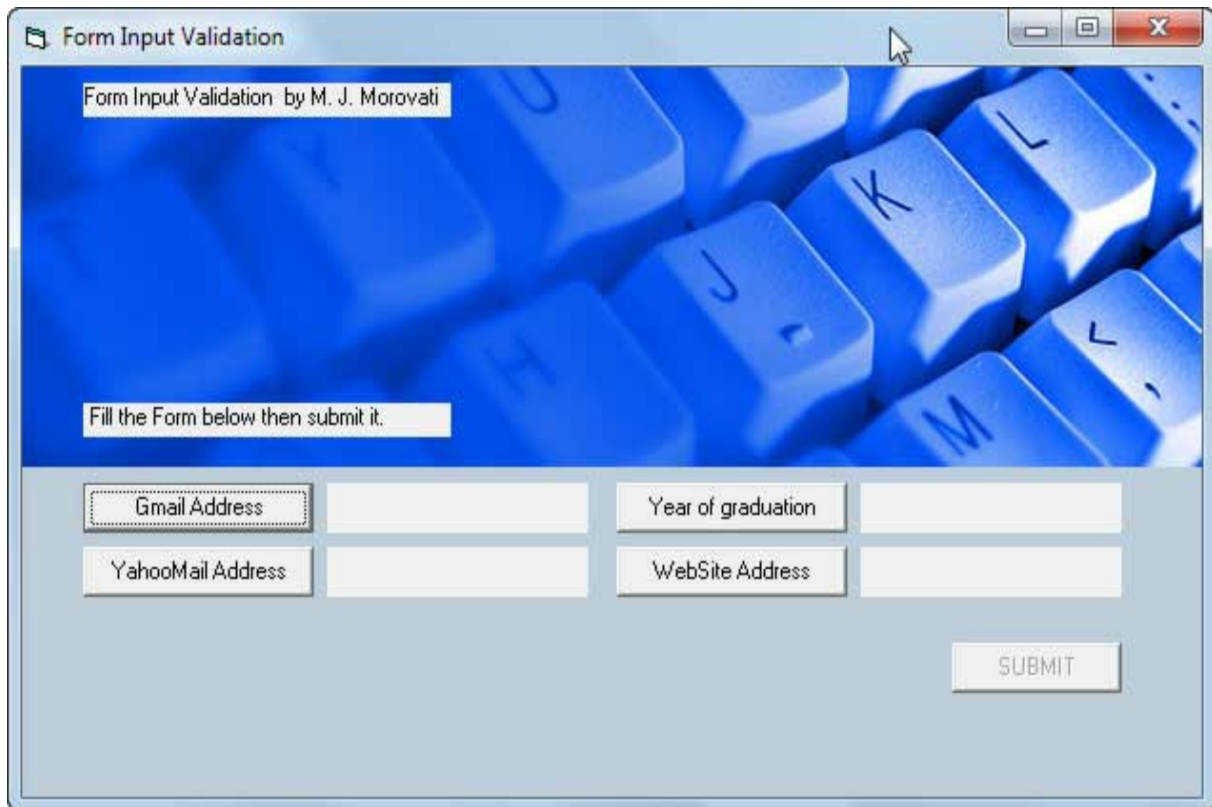 Form Input Validation
Form Input Validation by M. J. Morovati
U
Y
L
K
J
H
M
<
,
Fill the Form below then submit it.
Gmail Address
Year of graduation
YahooMail Address
WebSite Address
SUBMIT